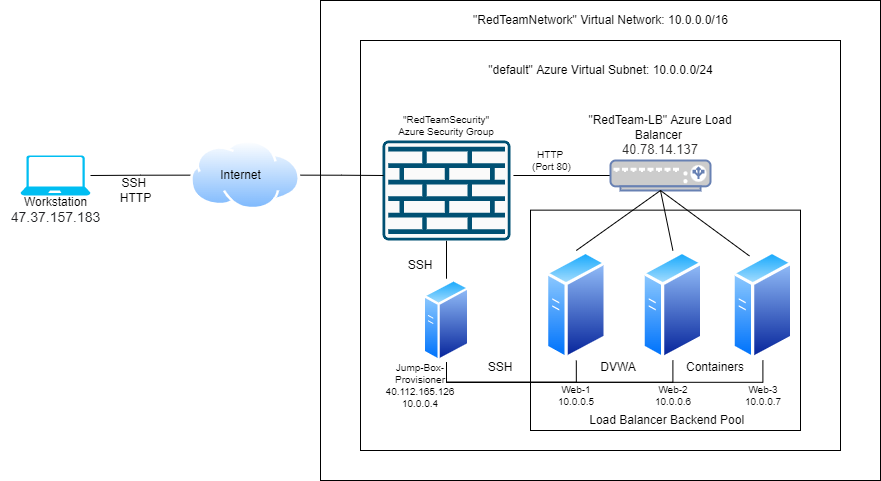 "RedTeamNetwork" Virtual Network: 10.0.0.0/16
"default" Azure Virtual Subnet: 10.0.0.0/24
"RedTeamSecurity"
Azure Security Group
"RedTeam-LB" Azure Load
Balancer
40.78.14.137
HTTP
(Port 80)
Internet
SSH
HTTP
Workstation
47.37.157.183
SSH
Jump-Box-
Provisioner
40.112.165.126
10.0.0.4
SSH
DVWA
Containers
Web-1
10.0.0.5
Web-2
10.0.0.6
Web-3
10.0.0.7
Load Balancer Backend Pool